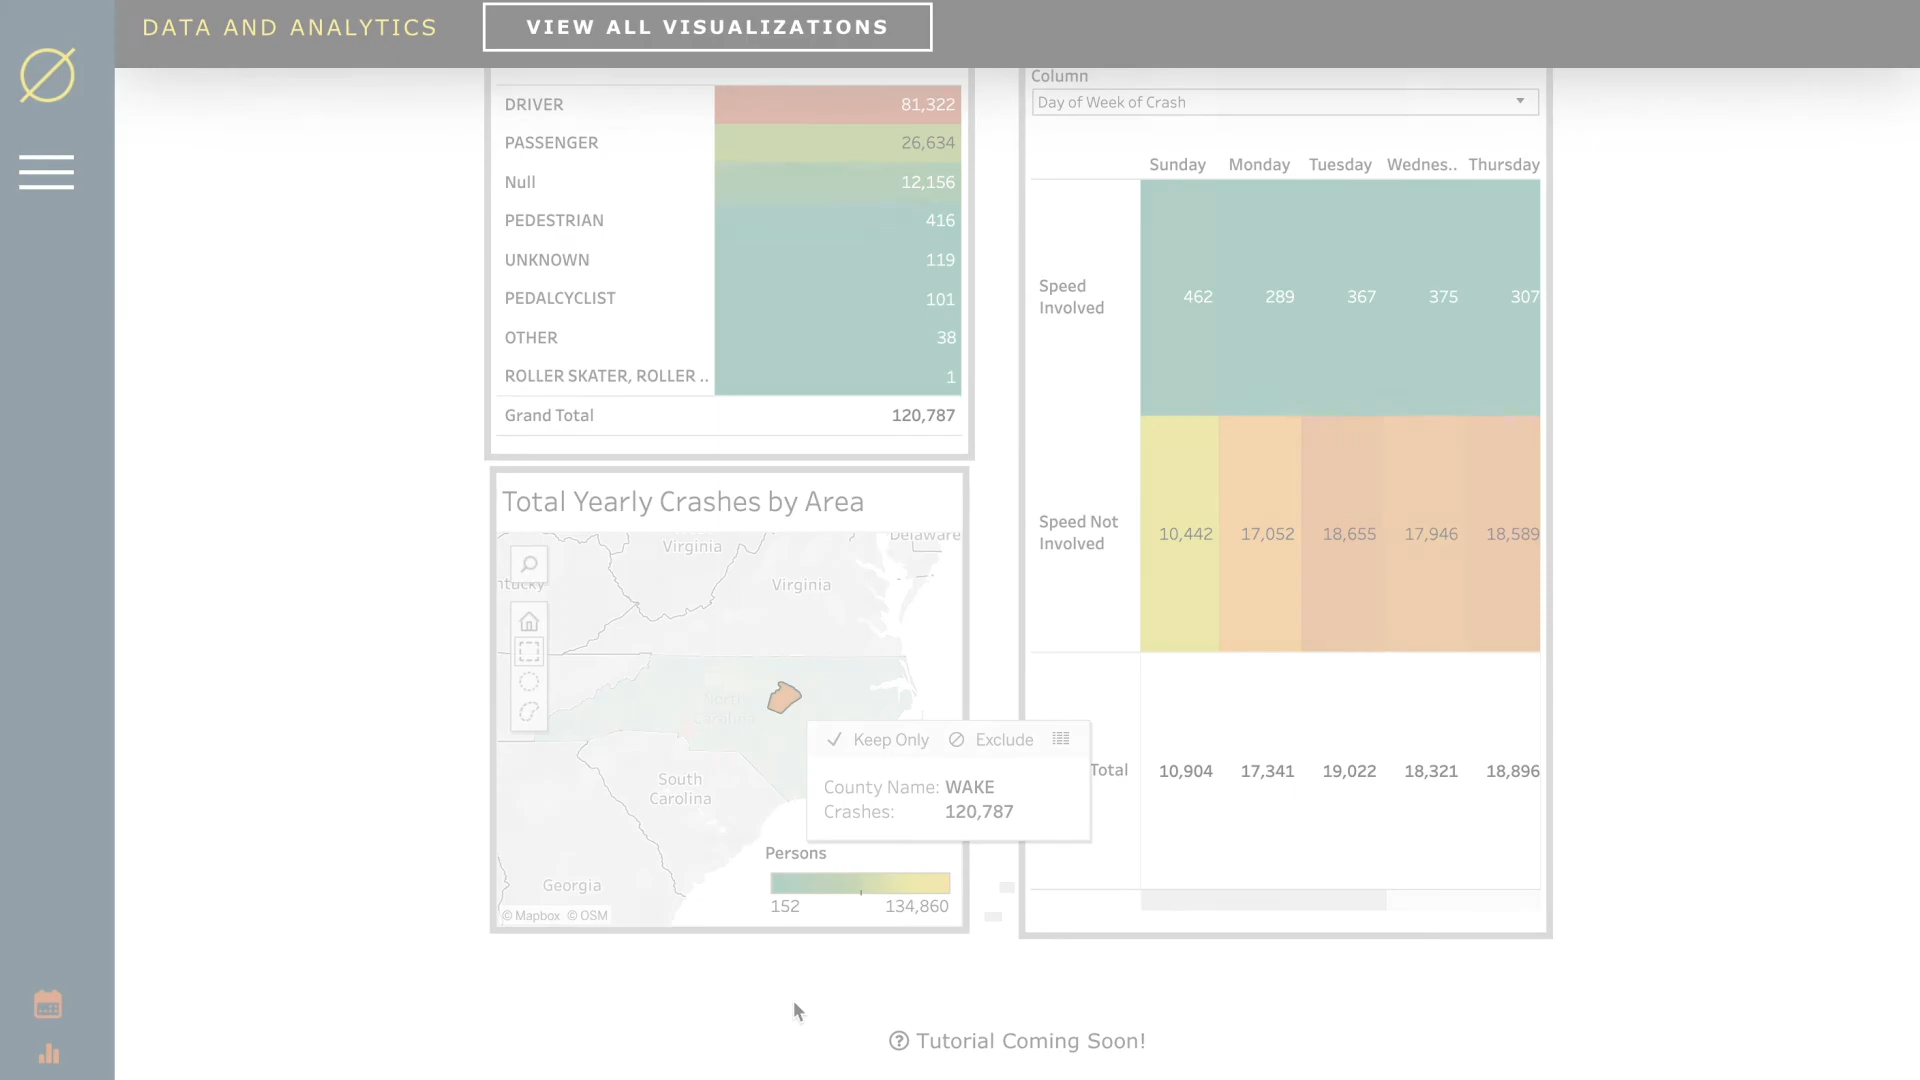 DATA AND ANALYTICS
VIEW ALL VISUALIZATIONS
DRIVER 81,322
PASSENGER 26,634
Null 12,156
PEDESTRIAN 416
UNKNOWN 119
PEDALCYCLIST 101
OTHER 38
ROLLER SKATER, ROLLER .. 1
Grand Total 120,787
Total Yearly Crashes by Area
Delaware
Virginia
ntucky
Virginia
North
Carolina
South
Carolina
Georgia
© Mapbox © OSM
Keep Only Exclude
County Name: WAKE
Crashes: 120,787
Persons
152 134,860
Column
Day of Week of Crash
Sunday Monday Tuesday Wednes.. Thursday
Speed
Involved
462 289 367 375 307
Speed Not
Involved
10,442 17,052 18,655 17,946 18,589
Total 10,904 17,341 19,022 18,321 18,896
Tutorial Coming Soon!